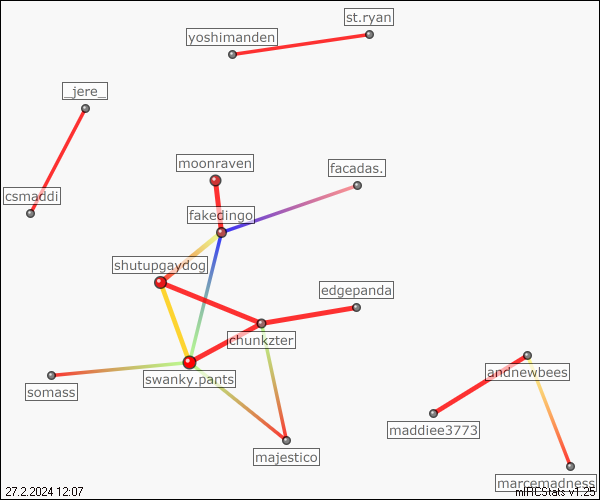 st.ryan
yoshimanden
_jere_
moonraven
facadas.
csmaddi
fakedingo
shutupgaydog
edgepanda
chunkzter
andnewbees
swanky.pants
somass
maddiee3773
majestico
marcemadness
27.2.2024 12:07
mIRCStats v1.25